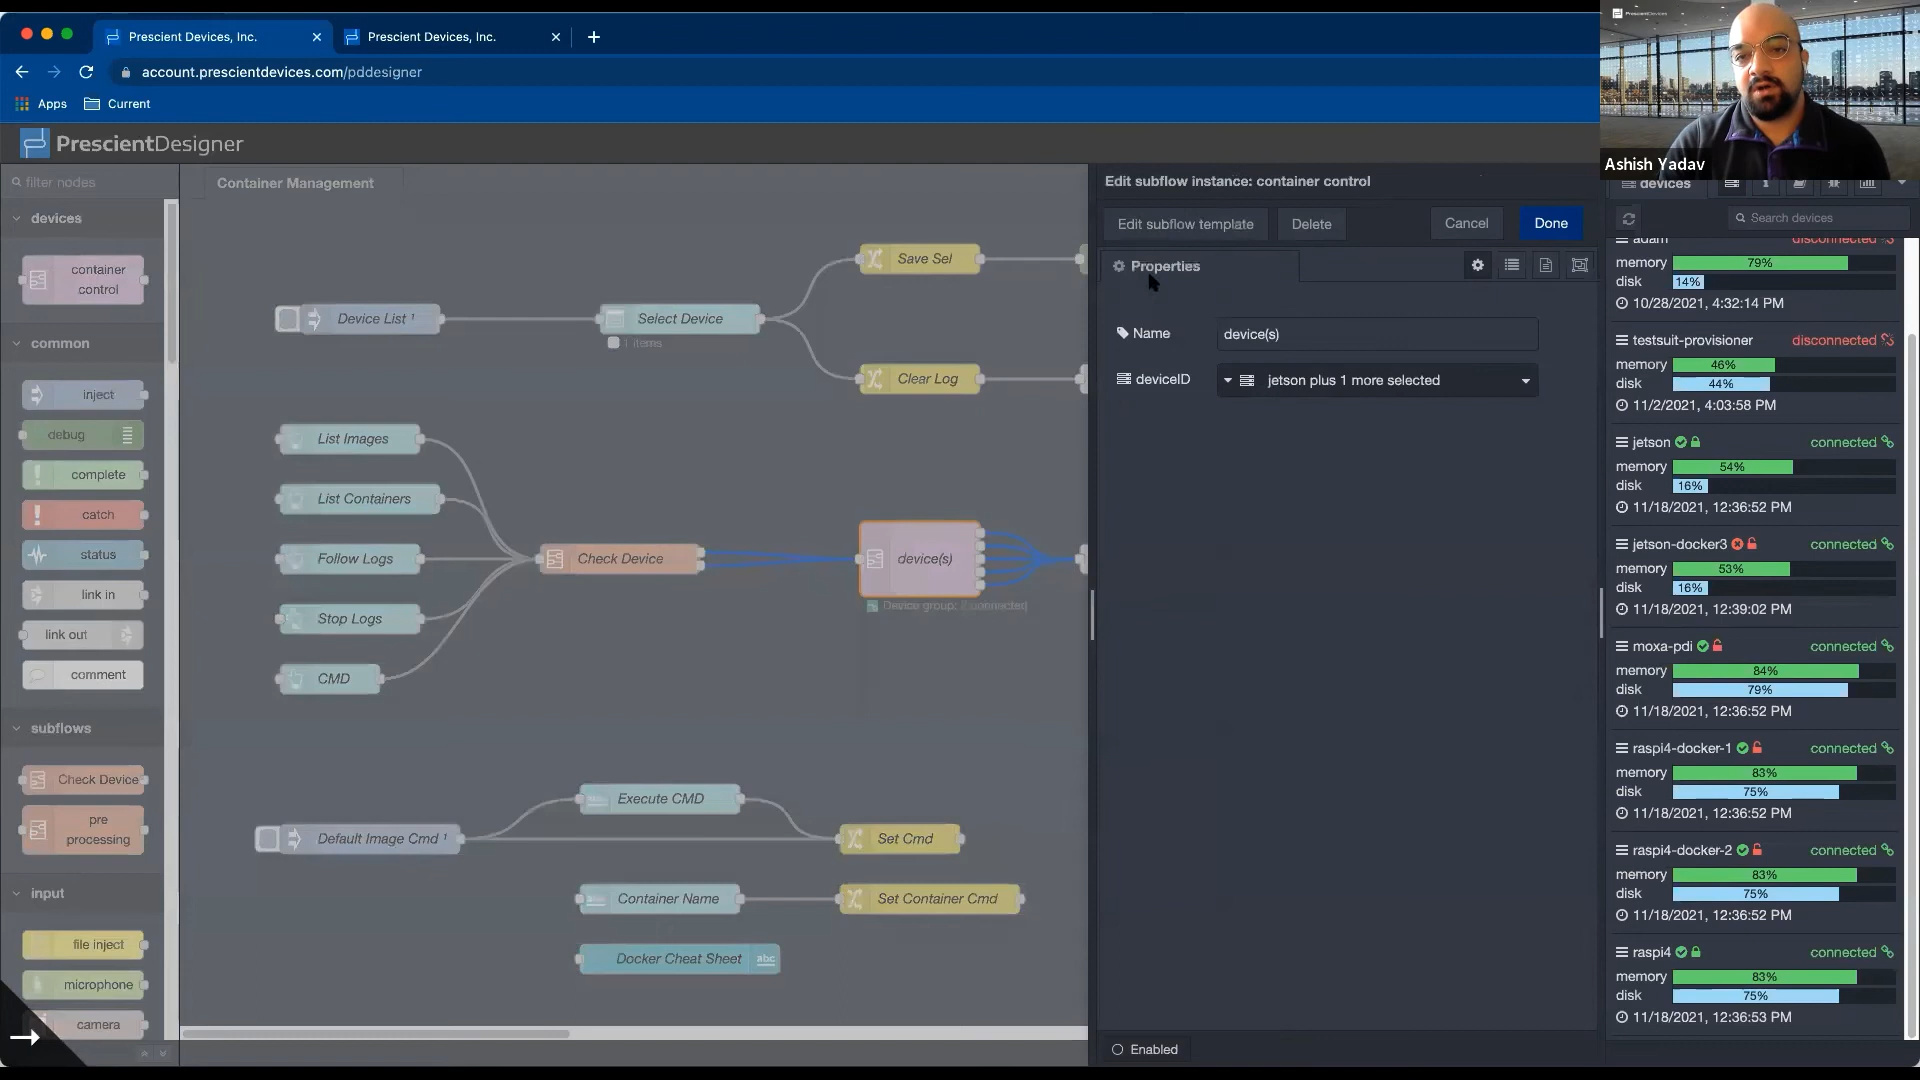 Prescient Devices, Inc.
Prescient Devices, Inc.
account.prescientdevices.com/pddesigner
Apps
Current
PrescientDevices
Ashish Yadav
PrescientDesigner
filter nodes
devices
container
control
common
inject
debug
complete
catch
status
link in
link out
comment
subflows
Check Device
pre
processing
input
file inject
microphone
camera
Container Management
Device List ¹
Select Device
1 items
Save Sel
Clear Log
List Images
List Containers
Follow Logs
Stop Logs
CMD
Check Device
device(s)
Default Image Cmd ¹
Execute CMD
Set Cmd
Container Name
Set Container Cmd
Docker Cheat Sheet
abc
Edit subflow instance: container control
Edit subflow template
Delete
Cancel
Done
Properties
Name
device(s)
deviceID
jetson plus 1 more selected
Enabled
devices
Search devices
adam disconnected
memory 79%
disk 14%
10/28/2021, 4:32:14 PM
testsuit-provisioner disconnected
memory 46%
disk 44%
11/2/2021, 4:03:58 PM
jetson connected
memory 54%
disk 16%
11/18/2021, 12:36:52 PM
jetson-docker3 connected
memory 53%
disk 16%
11/18/2021, 12:39:02 PM
moxa-pdi connected
memory 84%
disk 79%
11/18/2021, 12:36:52 PM
raspi4-docker-1 connected
memory 83%
disk 75%
11/18/2021, 12:36:52 PM
raspi4-docker-2 connected
memory 83%
disk 75%
11/18/2021, 12:36:52 PM
raspi4 connected
memory 83%
disk 75%
11/18/2021, 12:36:53 PM